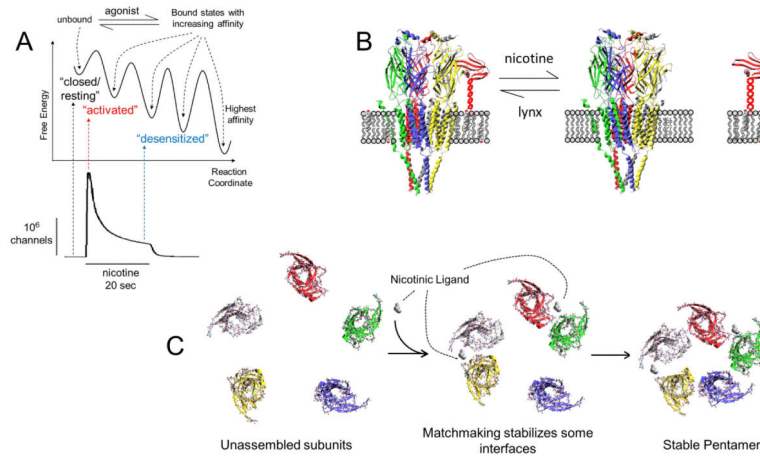 A
agonist
unbound
Bound states with
increasing affinity
Free Energy
"closed/
resting"
"activated"
"desensitized"
Highest
affinity
Reaction
Coordinate
10⁶
channels
nicotine
20 sec
B
nicotine
lynx
C
Nicotinic Ligand
Unassembled subunits
Matchmaking stabilizes some
interfaces
Stable Pentamer